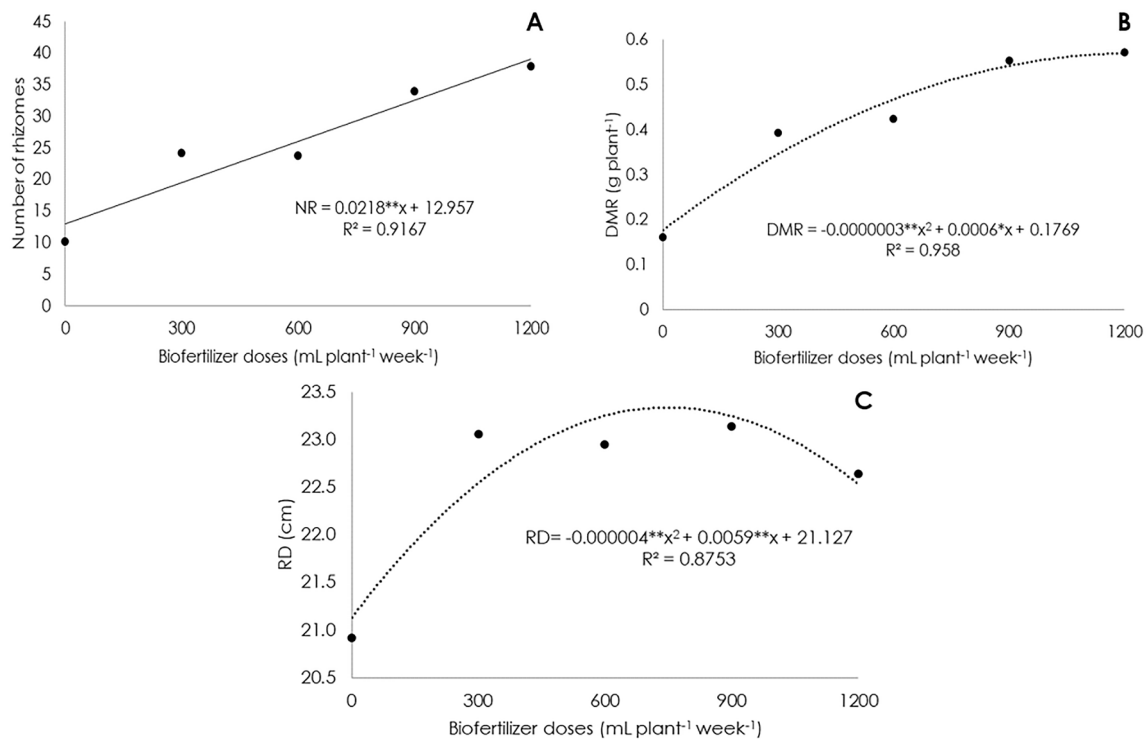 A
45
40
35
30
25
20
15
10
5
0
Number of rhizomes
NR = 0.0218**x + 12.957
R² = 0.9167
0 300 600 900 1200
Biofertilizer doses (mL plant⁻¹ week⁻¹)
B
0.6
0.5
0.4
0.3
0.2
0.1
0
DMR (g plant⁻¹)
DMR = -0.0000003**x² + 0.0006*x + 0.1769
R² = 0.958
0 300 600 900 1200
Biofertilizer doses (mL plant⁻¹ week⁻¹)
C
23.5
23.0
22.5
22.0
21.5
21.0
20.5
RD (cm)
RD= -0.000004**x² + 0.0059**x + 21.127
R² = 0.8753
0 300 600 900 1200
Biofertilizer doses (mL plant⁻¹ week⁻¹)